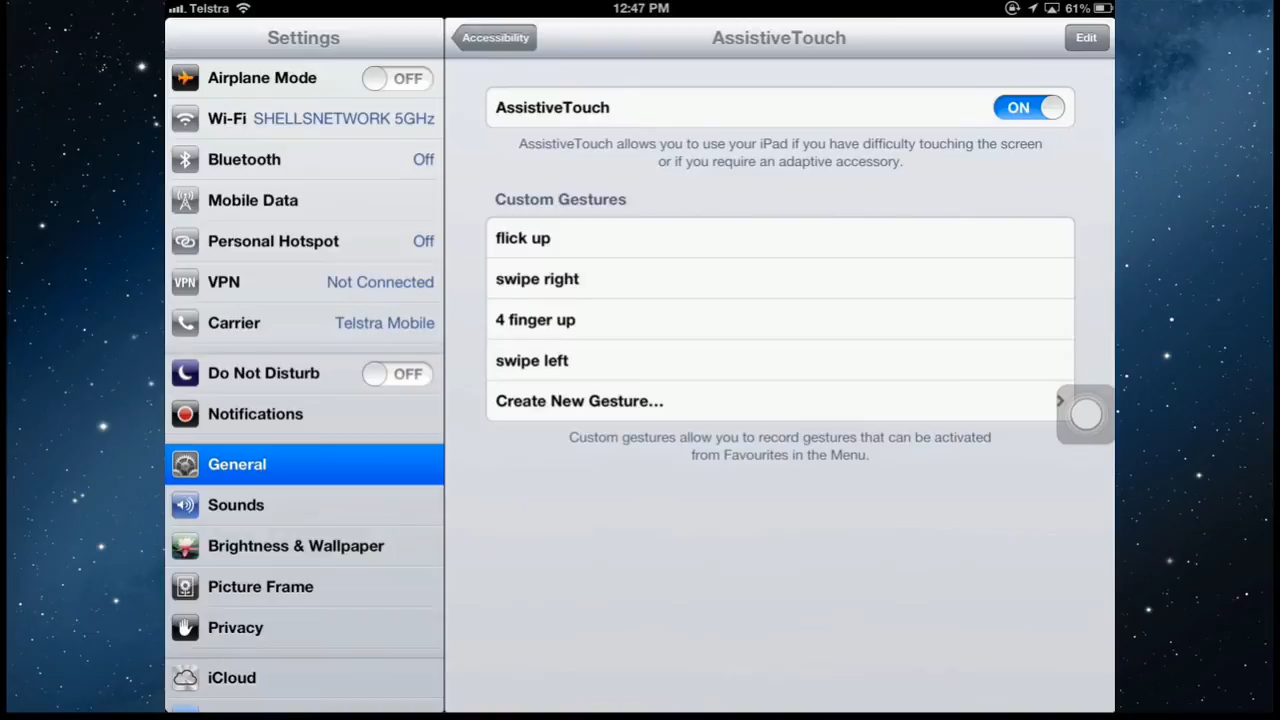 Telstra 12:47 PM 61%
Settings
Airplane Mode OFF
Wi-Fi SHELLSNETWORK 5GHz
Bluetooth Off
Mobile Data
Personal Hotspot Off
VPN VPN Not Connected
Carrier Telstra Mobile
Do Not Disturb OFF
Notifications
General
Sounds
Brightness & Wallpaper
Picture Frame
Privacy
iCloud
Accessibility AssistiveTouch Edit
AssistiveTouch ON
AssistiveTouch allows you to use your iPad if you have difficulty touching the screen
or if you require an adaptive accessory.
Custom Gestures
flick up
swipe right
4 finger up
swipe left
Create New Gesture...
Custom gestures allow you to record gestures that can be activated
from Favourites in the Menu.